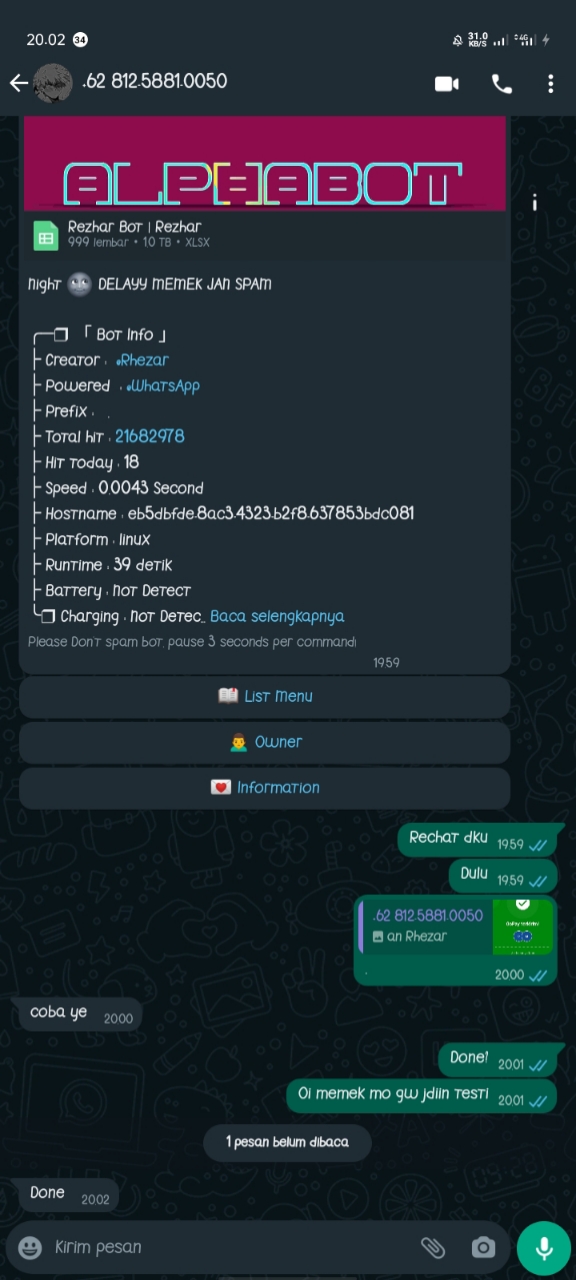 20.02 34 31.0 KB/S 4G
.62 812.5881.0050
ALPHABOT
Rezhar Bot | Rezhar
999 lembar • 10 TB • XLSX
Night 🌚 DELAYY MEMEK JAN SPAM
╭─❒ 「 Bot Info 」
├ Creator : @Rhezar
├ Powered : @WhatsApp
├ Prefix : .
├ Total hit : 21682978
├ Hit today : 18
├ Speed : 0.0043 Second
├ Hostname : eb5dbfde.8ac3.4323.b2f8.637853bdc081
├ Platform : linux
├ Runtime : 39 detik
├ Battery : Not Detect
╰❒ Charging : Not Detec... Baca selengkapnya
Please Don't spam bot, pause 3 seconds per command!
19.59
📖 List Menu
🙍‍♂️ Owner
💌 Information
Rechat dku 19.59
Dulu 19.59
.62 812.5881.0050
an Rhezar
. 20.00
coba ye 20.00
Done? 20.01
Oi memek mo gw jdiin testi 20.01
1 pesan belum dibaca
Done 20.02
Kirim pesan